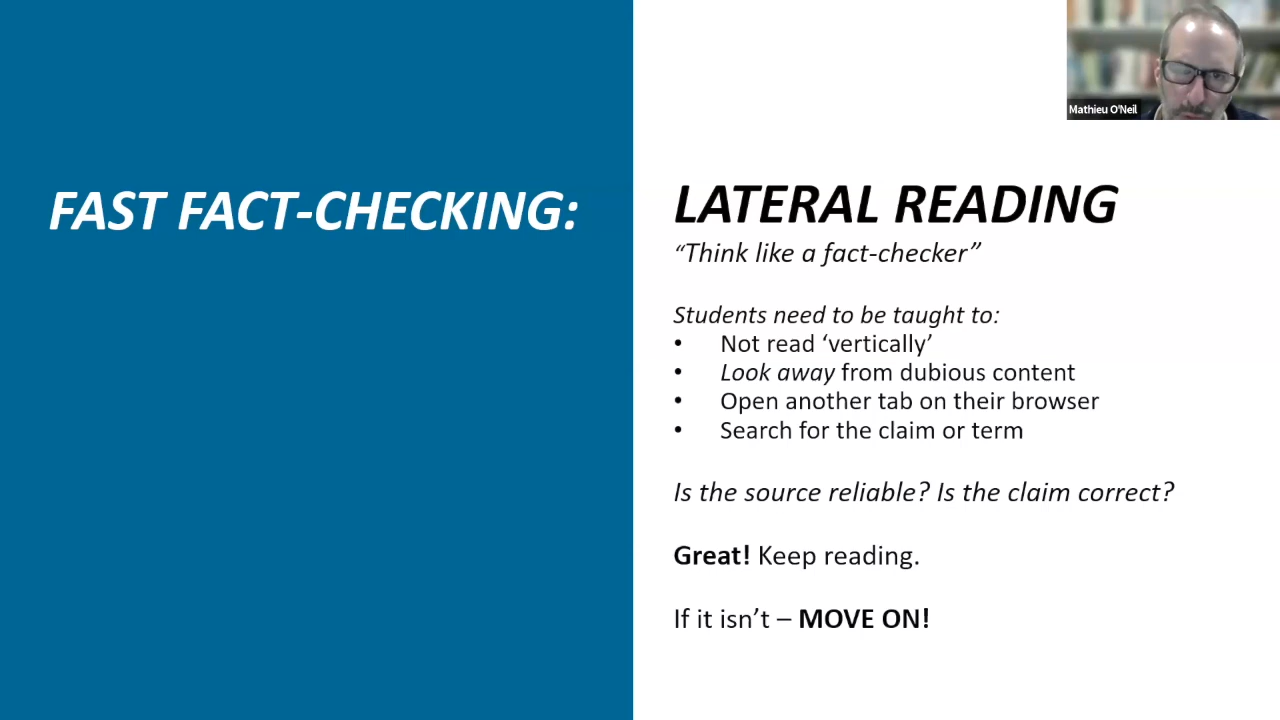 FAST FACT-CHECKING:
LATERAL READING
“Think like a fact-checker”
Students need to be taught to:
• Not read ‘vertically’
• Look away from dubious content
• Open another tab on their browser
• Search for the claim or term
Is the source reliable? Is the claim correct?
Great! Keep reading.
If it isn’t – MOVE ON!
Mathieu O'Neil